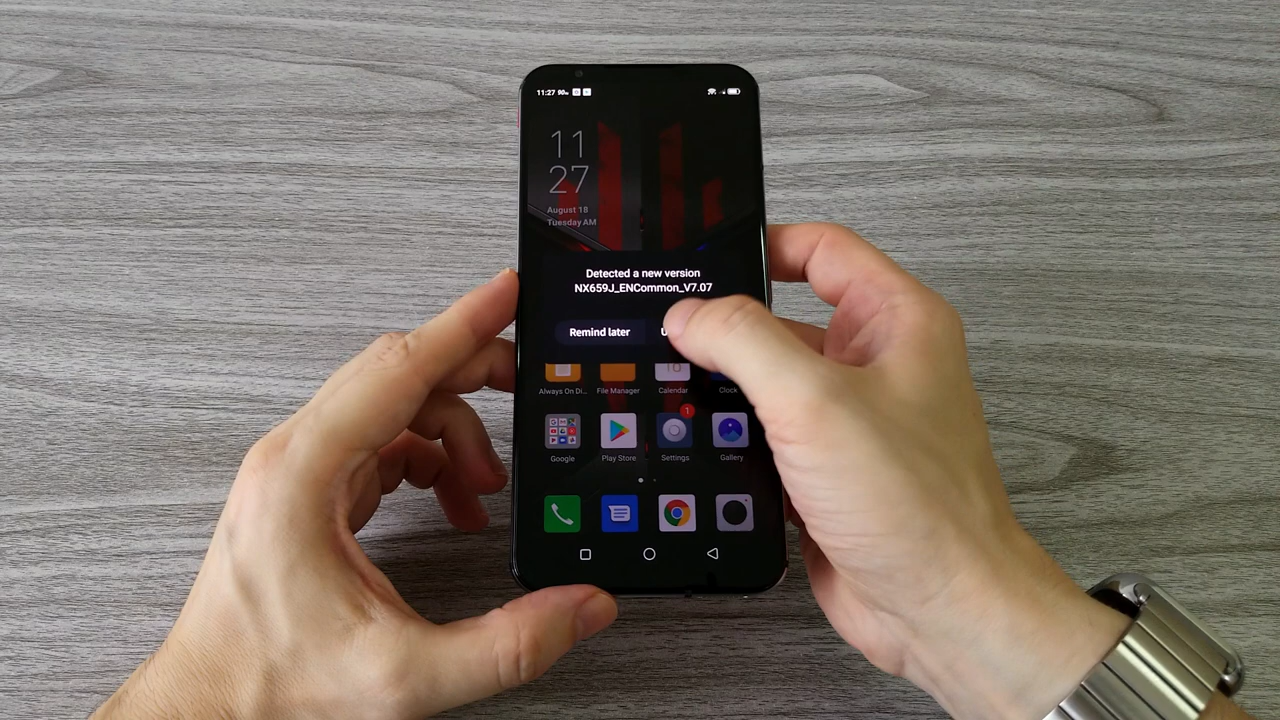 11:27
11
27
August 18
Tuesday AM
Detected a new version
NX659J_ENCommon_V7.07
Remind later
Always On Di...
File Manager
Calendar
Clock
Google
Play Store
1
Settings
Gallery